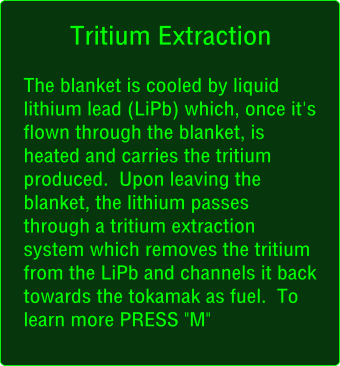 Tritium Extraction
The blanket is cooled by liquid
lithium lead (LiPb) which, once it's
flown through the blanket, is
heated and carries the tritium
produced.  Upon leaving the
blanket, the lithium passes
through a tritium extraction
system which removes the tritium
from the LiPb and channels it back
towards the tokamak as fuel.  To
learn more PRESS "M"